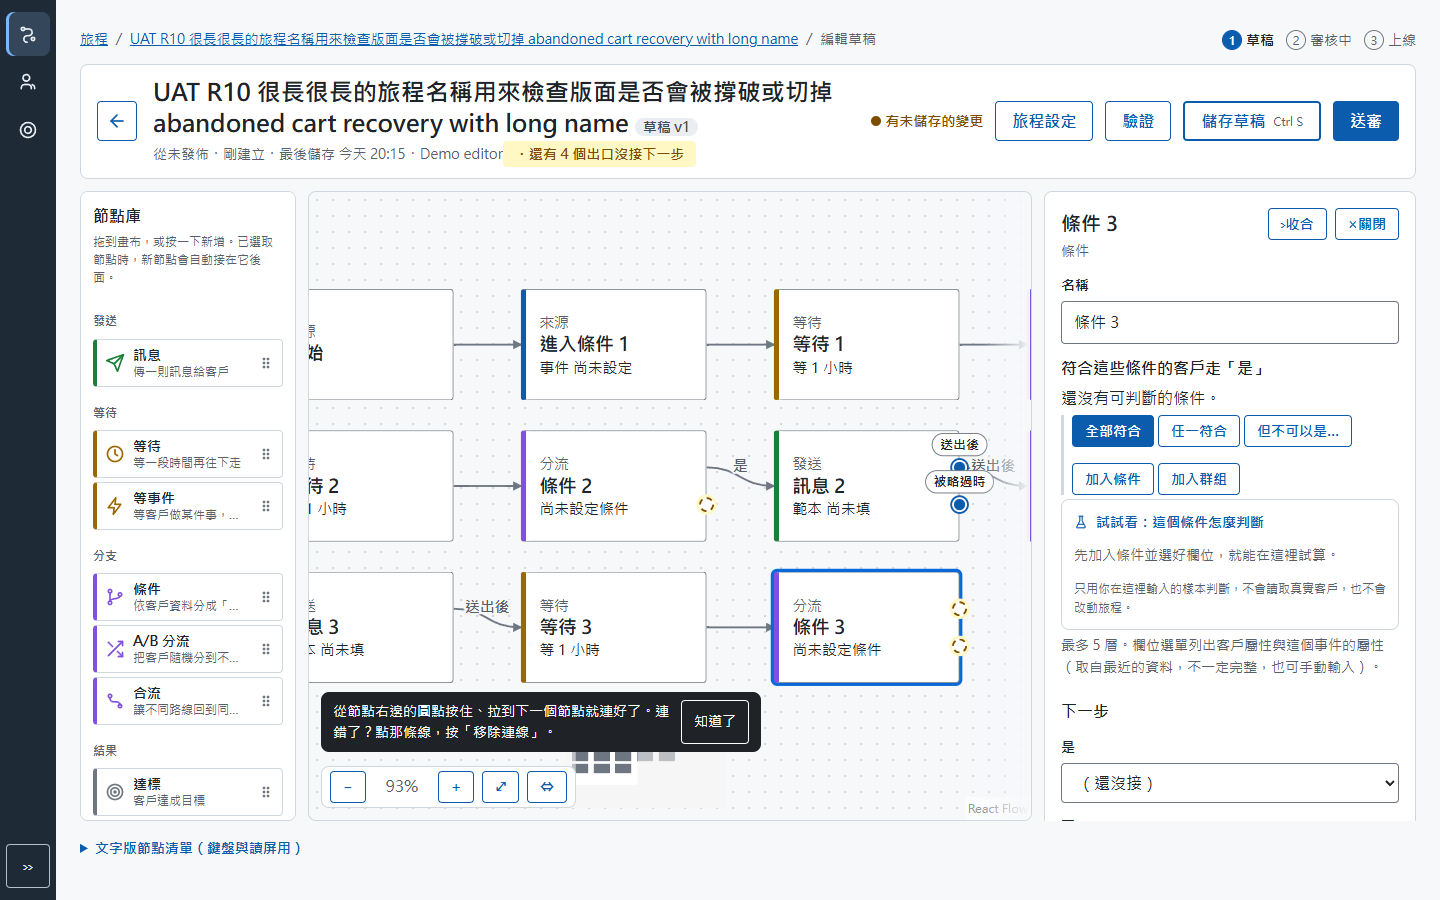 旅程 / UAT R10 很長很長的旅程名稱用來檢查版面是否會被撐破或切掉 abandoned cart recovery with long name / 編輯草稿
1 草稿 2 審核中 3 上線
UAT R10 很長很長的旅程名稱用來檢查版面是否會被撐破或切掉
abandoned cart recovery with long name 草稿 v1
從未發佈・剛建立・最後儲存 今天 20:15・Demo editor ・還有 4 個出口沒接下一步
有未儲存的變更
旅程設定
驗證
儲存草稿 Ctrl S
送審
節點庫
拖到畫布，或按一下新增。已選取
節點時，新節點會自動接在它後
面。
發送
訊息
傳一則訊息給客戶
等待
等待
等一段時間再往下走
等事件
等客戶做某件事，...
分支
條件
依客戶資料分成「...
A/B 分流
把客戶隨機分到不...
合流
讓不同路線回到同...
結果
達標
客戶達成目標
源
始
來源
進入條件 1
事件 尚未設定
等待
等待 1
等 1 小時
待
待 2
1 小時
分流
條件 2
尚未設定條件
是
發送
訊息 2
範本 尚未填
送出後
被略過時
送出後
送
息 3
本 尚未填
送出後
等待
等待 3
等 1 小時
分流
條件 3
尚未設定條件
從節點右邊的圓點按住、拉到下一個節點就連好了。連
錯了？點那條線，按「移除連線」。
知道了
− 93% +
React Flow
條件 3
›收合
×關閉
條件
名稱
條件 3
符合這些條件的客戶走「是」
還沒有可判斷的條件。
全部符合
任一符合
但不可以是...
加入條件
加入群組
試試看：這個條件怎麼判斷
先加入條件並選好欄位，就能在這裡試算。
只用你在這裡輸入的樣本判斷，不會讀取真實客戶，也不會
改動旅程。
最多 5 層。欄位選單列出客戶屬性與這個事件的屬性
（取自最近的資料，不一定完整，也可手動輸入）。
下一步
是
（還沒接）
文字版節點清單（鍵盤與讀屏用）
»